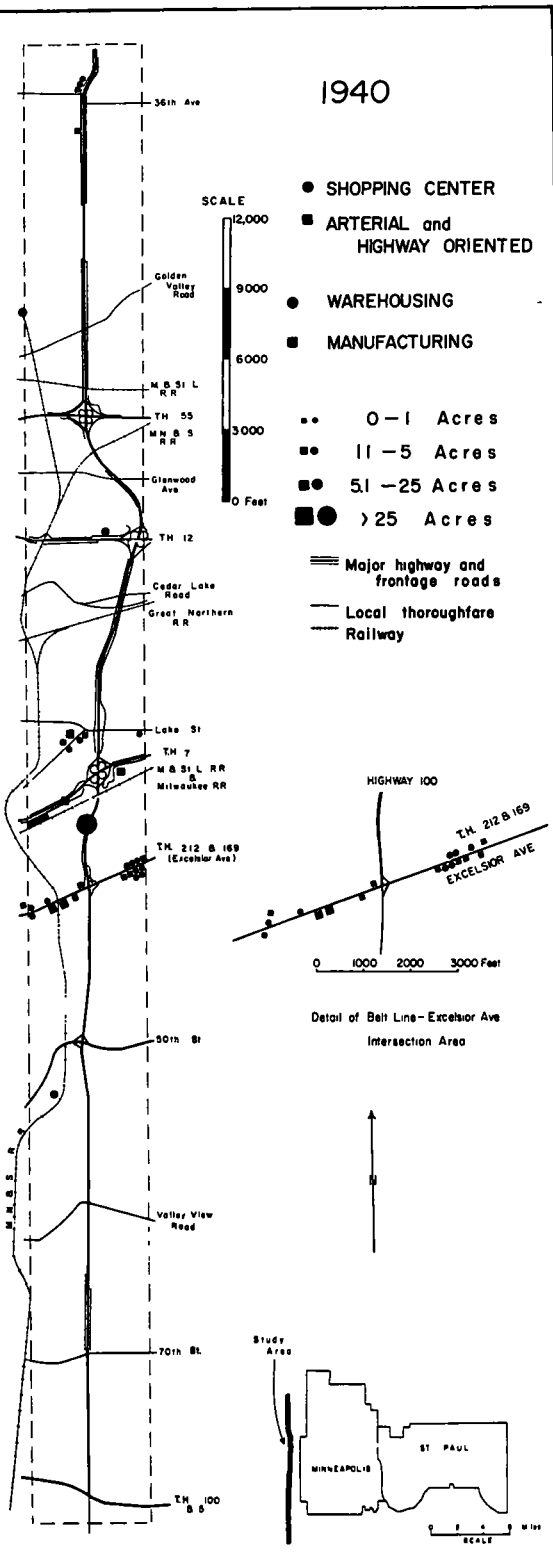 1940
36th Ave
SCALE
12,000
9000
6000
3000
0 Feet
SHOPPING CENTER
ARTERIAL and
HIGHWAY ORIENTED
WAREHOUSING
MANUFACTURING
0 – 1 Acres
1.1 – 5 Acres
5.1 – 25 Acres
>25 Acres
Major highway and
frontage roads
Local thoroughfare
Railway
Golden
Valley
Road
M. B. St L
R R
TH 55
M N B S
R R
Glenwood
Ave
TH 12
Cedar Lake
Road
Great Northern
R R
Lake St
T.H. 7
M & St L RR
&
Milwaukee RR
T.H. 212 & 169
(Excelsior Ave)
50th St
M N B S R
Valley View
Road
70th St.
T.H. 100
& 5
HIGHWAY 100
T.H. 212 & 169
EXCELSIOR AVE
0 1000 2000 3000 Feet
Detail of Belt Line – Excelsior Ave
Intersection Area
N
Study
Area
MINNEAPOLIS
ST. PAUL
0 2 4 6 Miles
SCALE